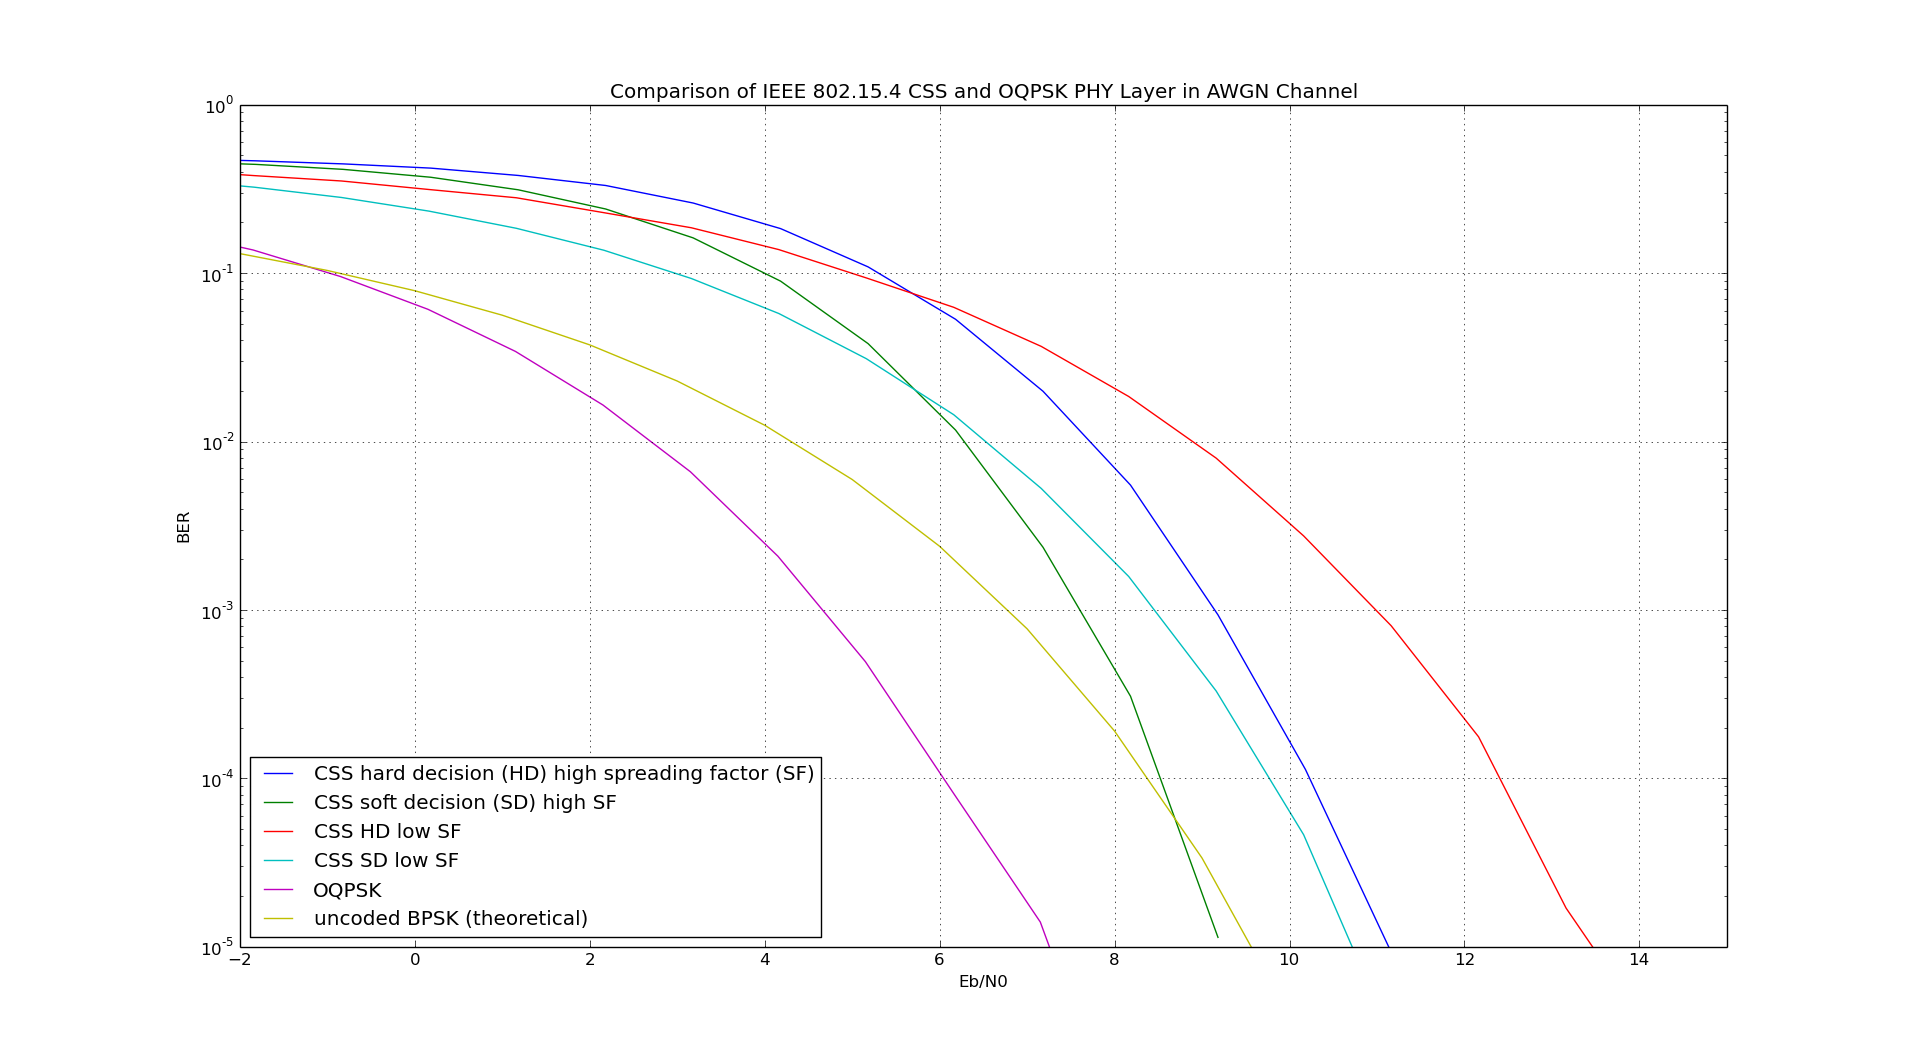 Comparison of IEEE 802.15.4 CSS and OQPSK PHY Layer in AWGN Channel
10^0
10^-1
10^-2
10^-3
10^-4
10^-5
BER
CSS hard decision (HD) high spreading factor (SF)
CSS soft decision (SD) high SF
CSS HD low SF
CSS SD low SF
OQPSK
uncoded BPSK (theoretical)
−2 0 2 4 6 8 10 12 14
Eb/N0